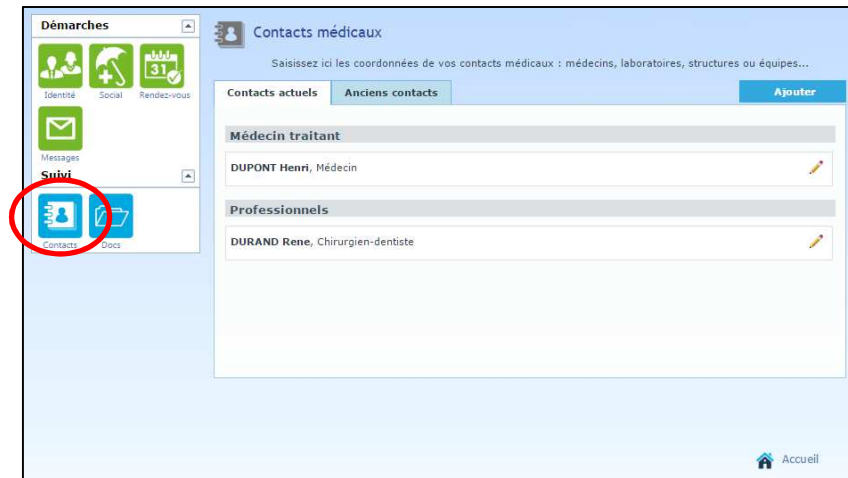 Démarches
Identité Social Rendez-vous
31
Messages
Suivi
Contacts Docs
Contacts médicaux
Saisissez ici les coordonnées de vos contacts médicaux : médecins, laboratoires, structures ou équipes...
Contacts actuels Anciens contacts Ajouter
Médecin traitant
DUPONT Henri, Médecin
Professionnels
DURAND Rene, Chirurgien-dentiste
Accueil